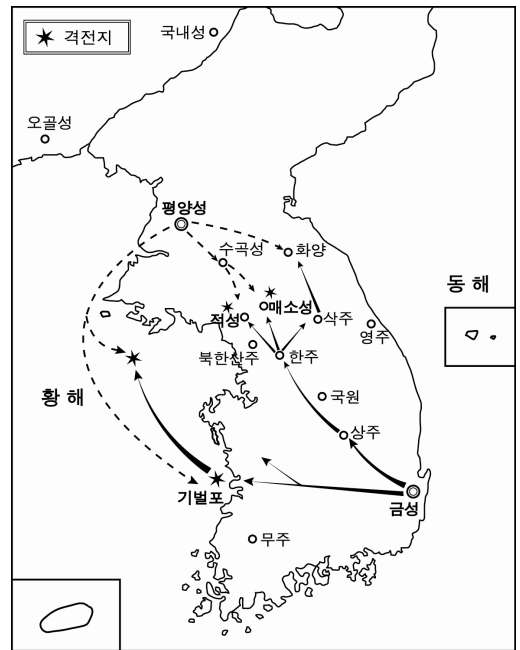 격전지
국내성
오골성
평양성
수곡성
화양
동 해
매소성
적성
삭주
영주
북한산주
한주
황 해
국원
상주
기벌포
금성
무주